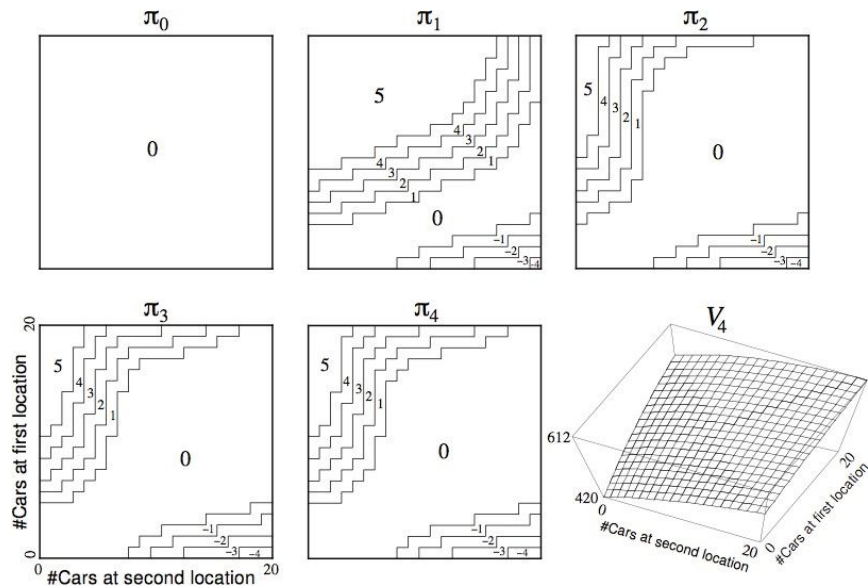 π0 π1 π2
5
5 4 3 2 1
0 0
4 3 2 1
4 3 2 1
0
-1 -2 -3 -4
-1 -2 -3 -4
π3 π4 V4
20
5 4 3 2 1
5 4 3 2 1
0 0
612
420
-1 -2 -3 -4
-1 -2 -3 -4
#Cars at first location
0
0 #Cars at second location 20
0 #Cars at second location 20
0 #Cars at first location 20